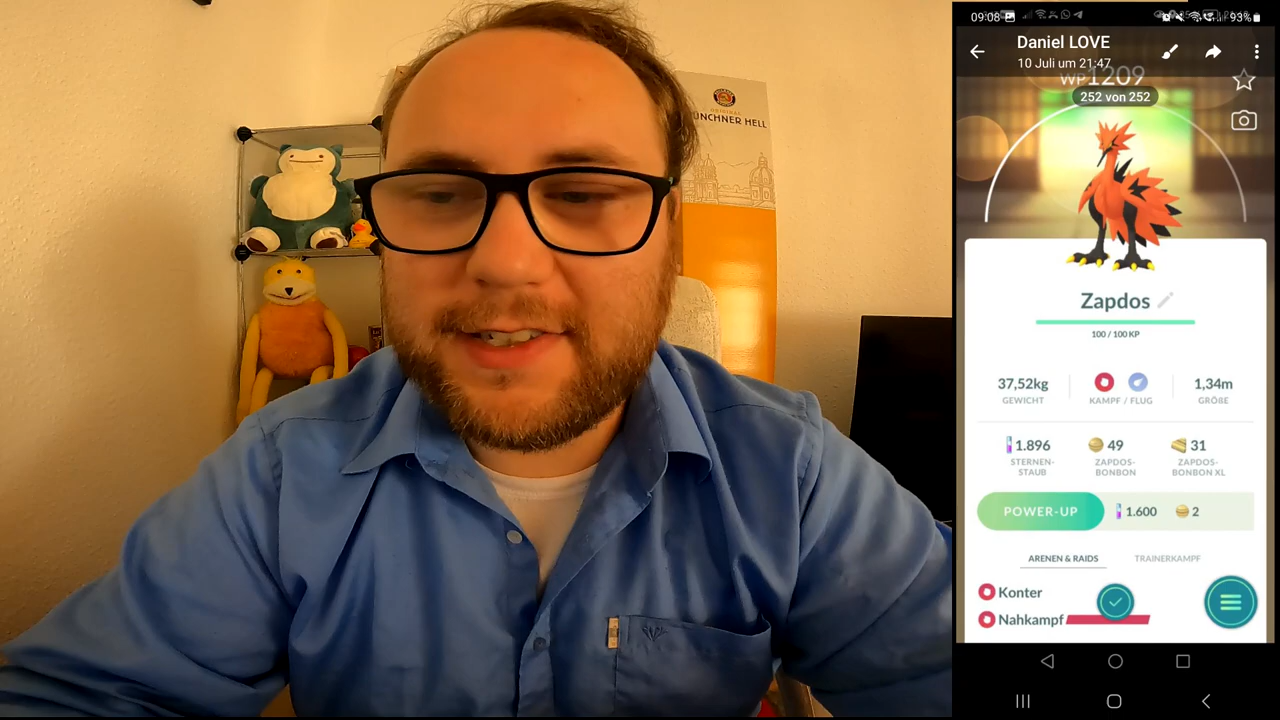 ORIGINAL
MÜNCHNER HELL
09:08
93%
Daniel LOVE
10 Juli um 21:47
WP1209
252 von 252
Zapdos
100 / 100 KP
37,52kg
GEWICHT
KAMPF / FLUG
1,34m
GRÖßE
1.896
STERNEN-
STAUB
49
ZAPDOS-
BONBON
31
ZAPDOS-
BONBON XL
POWER-UP
1.600
2
ARENEN & RAIDS
TRAINERKAMPF
Konter
Nahkampf